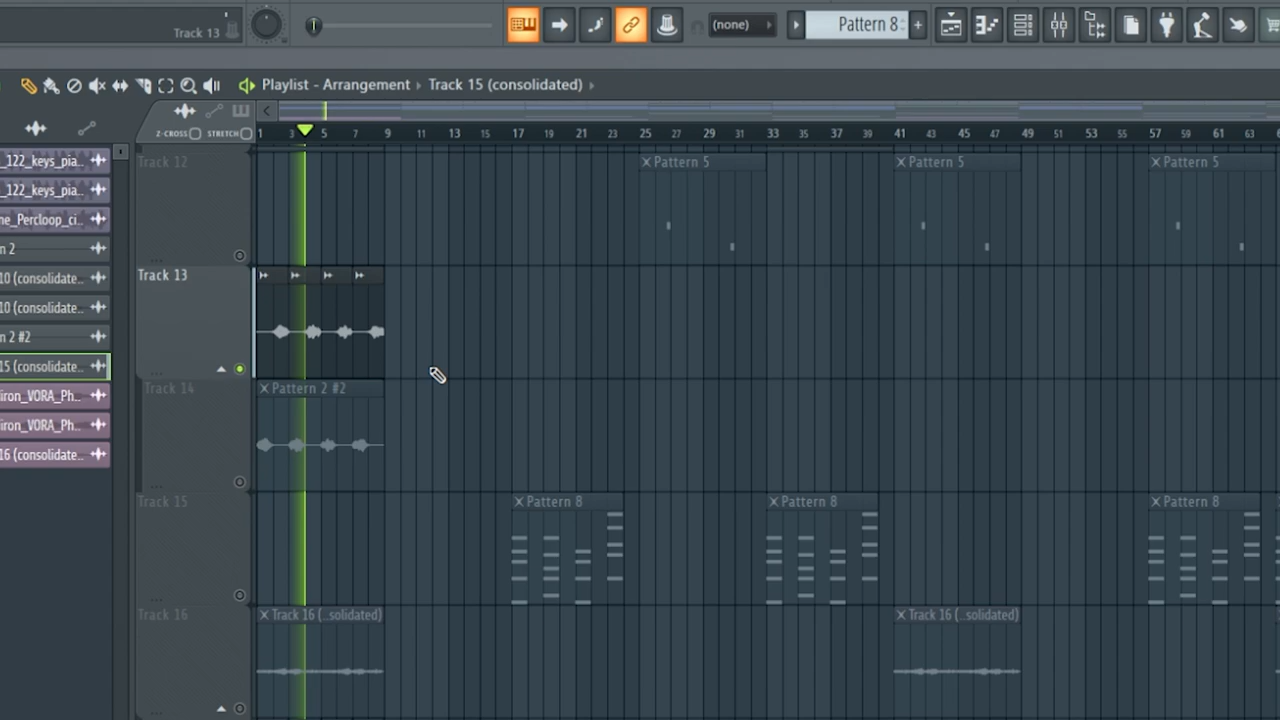 Track 13
(none)
Pattern 8
+
Playlist - Arrangement › Track 15 (consolidated) ›
Z-CROSS STRETCH
1 3 5 7 9 11 13 15 17 19 21 23 25 27 29 31 33 35 37 39 41 43 45 47 49 51 53 55 57 59 61 63
_122_keys_pia..
_122_keys_pia..
ne_Percloop_ci..
n 2
10 (consolidate..
10 (consolidate..
n 2 #2
15 (consolidate..
iron_VORA_Ph..
iron_VORA_Ph..
16 (consolidate..
Track 12
Pattern 5
Pattern 5
Pattern 5
Track 13
Track 14
Pattern 2 #2
Track 15
Pattern 8
Pattern 8
Pattern 8
Track 16
Track 16 (..solidated)
Track 16 (..solidated)